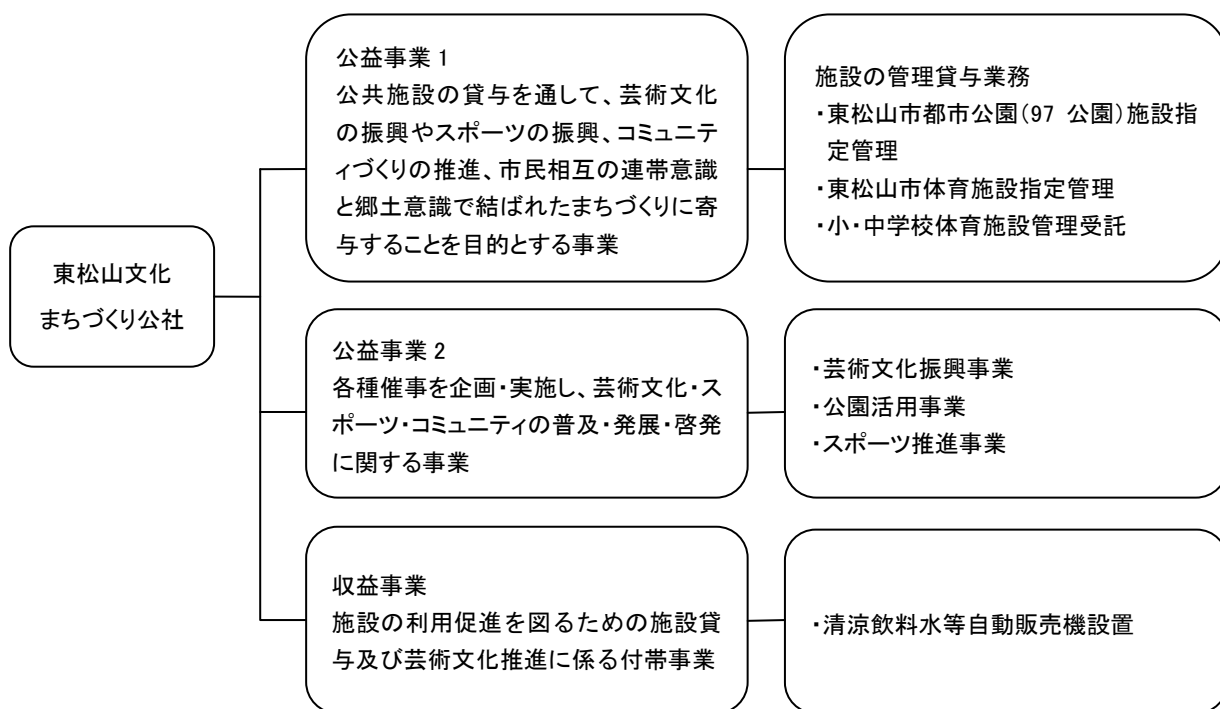 東松山文化
まちづくり公社
公益事業 1
公共施設の貸与を通して、芸術文化
の振興やスポーツの振興、コミュニテ
ィづくりの推進、市民相互の連帯意識
と郷土意識で結ばれたまちづくりに寄
与することを目的とする事業
施設の管理貸与業務
・東松山市都市公園(97 公園)施設指
定管理
・東松山市体育施設指定管理
・小・中学校体育施設管理受託
公益事業 2
各種催事を企画・実施し、芸術文化・ス
ポーツ・コミュニティの普及・発展・啓発
に関する事業
・芸術文化振興事業
・公園活用事業
・スポーツ推進事業
収益事業
施設の利用促進を図るための施設貸
与及び芸術文化推進に係る付帯事業
・清涼飲料水等自動販売機設置